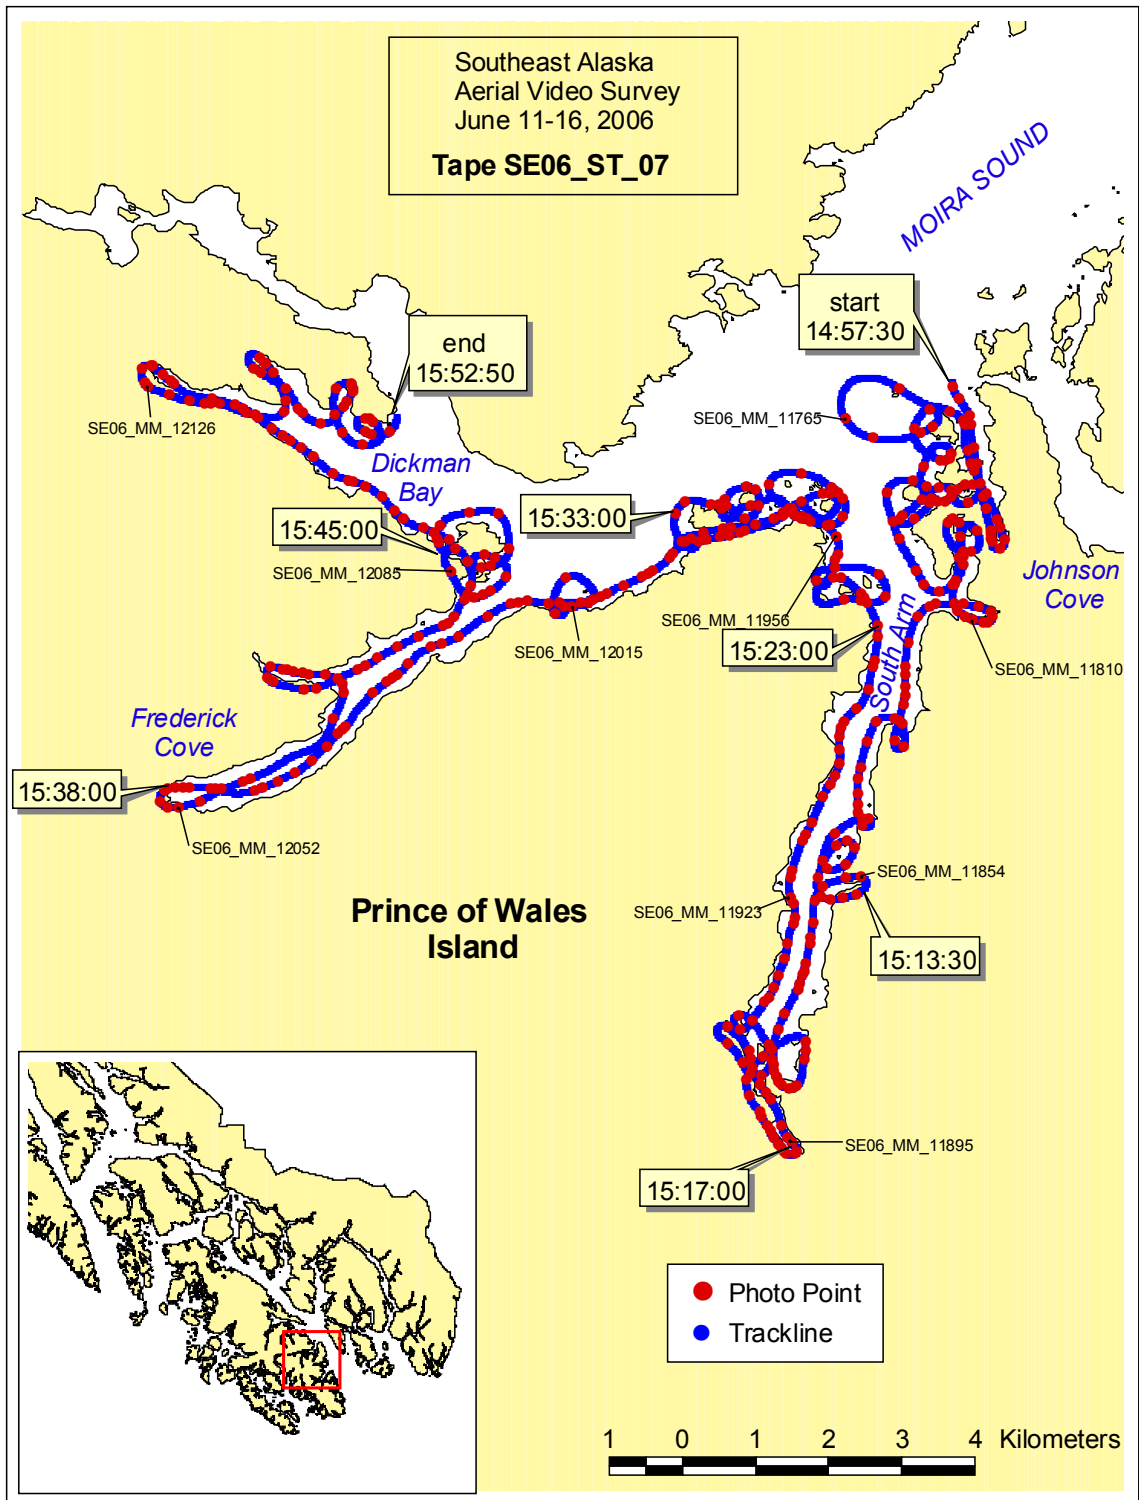 Southeast Alaska
Aerial Video Survey
June 11-16, 2006
Tape SE06_ST_07
MOIRA SOUND
start
14:57:30
end
15:52:50
SE06_MM_11765
SE06_MM_12126
Dickman
Bay
15:33:00
15:45:00
SE06_MM_12085
Johnson
Cove
SE06_MM_11956
15:23:00
SE06_MM_12015
South Arm
SE06_MM_11810
Frederick
Cove
15:38:00
SE06_MM_12052
SE06_MM_11854
SE06_MM_11923
Prince of Wales
Island
15:13:30
SE06_MM_11895
15:17:00
Photo Point
Trackline
1 0 1 2 3 4 Kilometers